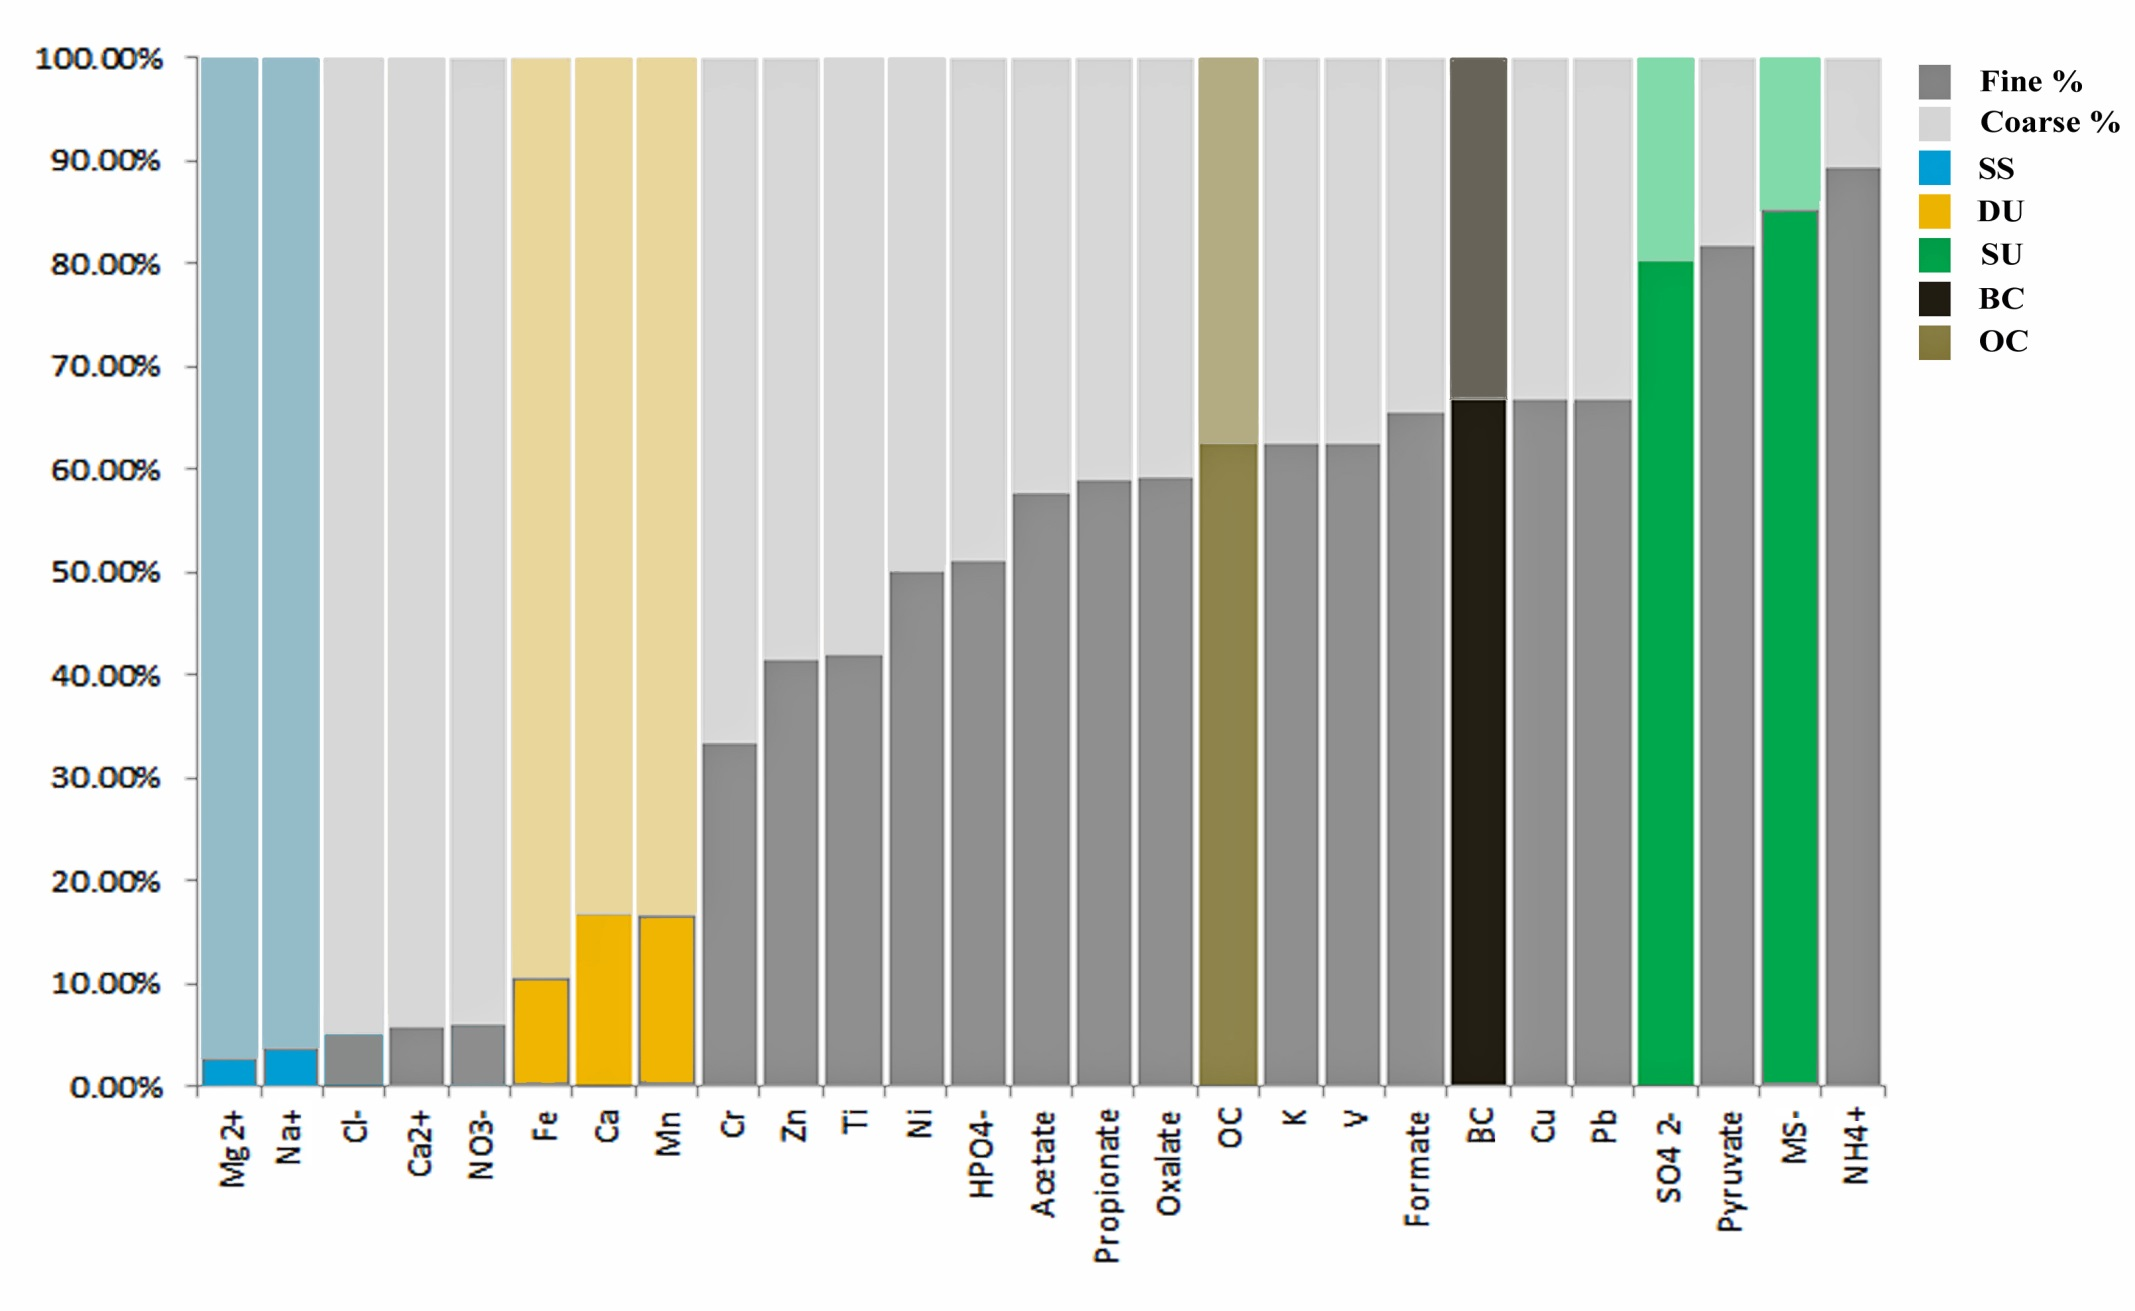 100.00%
90.00%
80.00%
70.00%
60.00%
50.00%
40.00%
30.00%
20.00%
10.00%
0.00%
Mg2+
Na+
Cl-
Ca2+
NO3-
Fe
Ca
Mn
Cr
Zn
Ti
Ni
HPO4-
Acetate
Propionate
Oxalate
OC
K
V
Formate
BC
Cu
Pb
SO4 2-
Pyruvate
MS-
NH4+
Fine %
Coarse %
SS
DU
SU
BC
OC